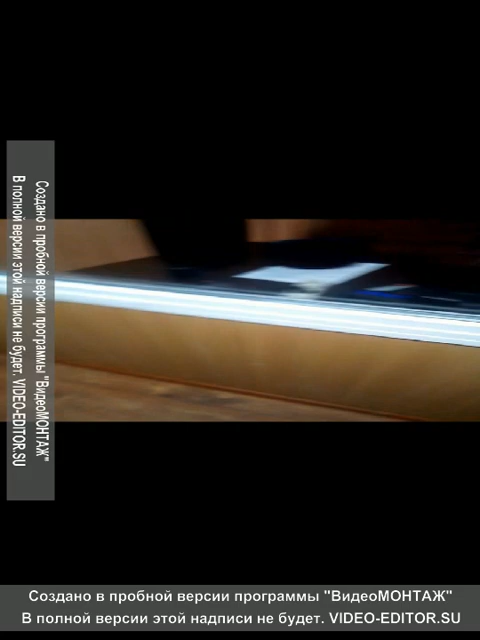 Создано в пробной версии программы "ВидеоМОНТАЖ"
В полной версии этой надписи не будет. VIDEO-EDITOR.SU
Создано в пробной версии программы "ВидеоМОНТАЖ"
В полной версии этой надписи не будет. VIDEO-EDITOR.SU